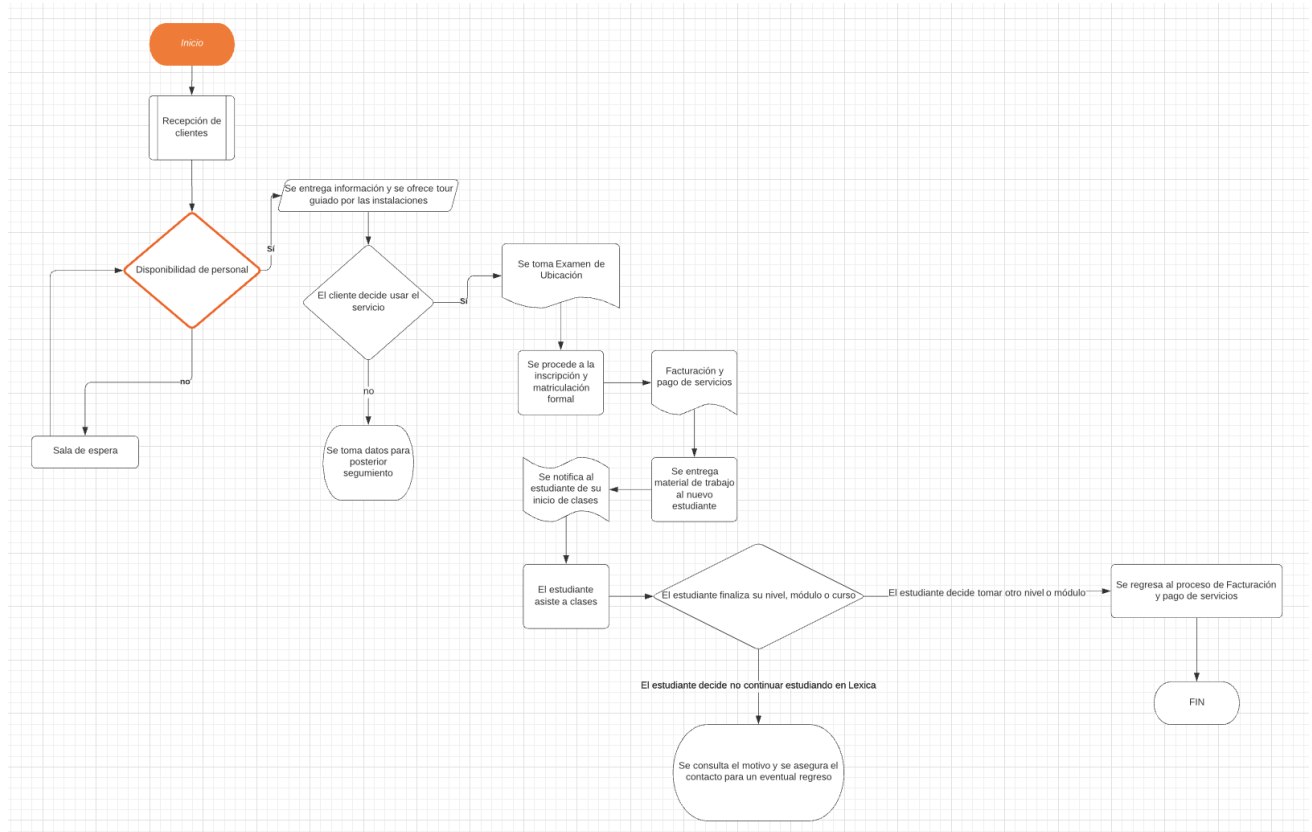 Inicio
Recepción de
clientes
Disponibilidad de personal
Sí
no
Sala de espera
Se entrega información y se ofrece tour
guiado por las instalaciones
El cliente decide usar el
servicio
Sí
no
Se toma datos para
posterior
segumiento
Se toma Examen de
Ubicación
Se procede a la
inscripción y
matriculación
formal
Facturación y
pago de servicios
Se entrega
material de trabajo
al nuevo
estudiante
Se notifica al
estudiante de su
inicio de clases
El estudiante
asiste a clases
El estudiante finaliza su nivel, módulo o curso
El estudiante decide tomar otro nivel o módulo
Se regresa al proceso de Facturación
y pago de servicios
FIN
El estudiante decide no continuar estudiando en Lexica
Se consulta el motivo y se asegura el
contacto para un eventual regreso